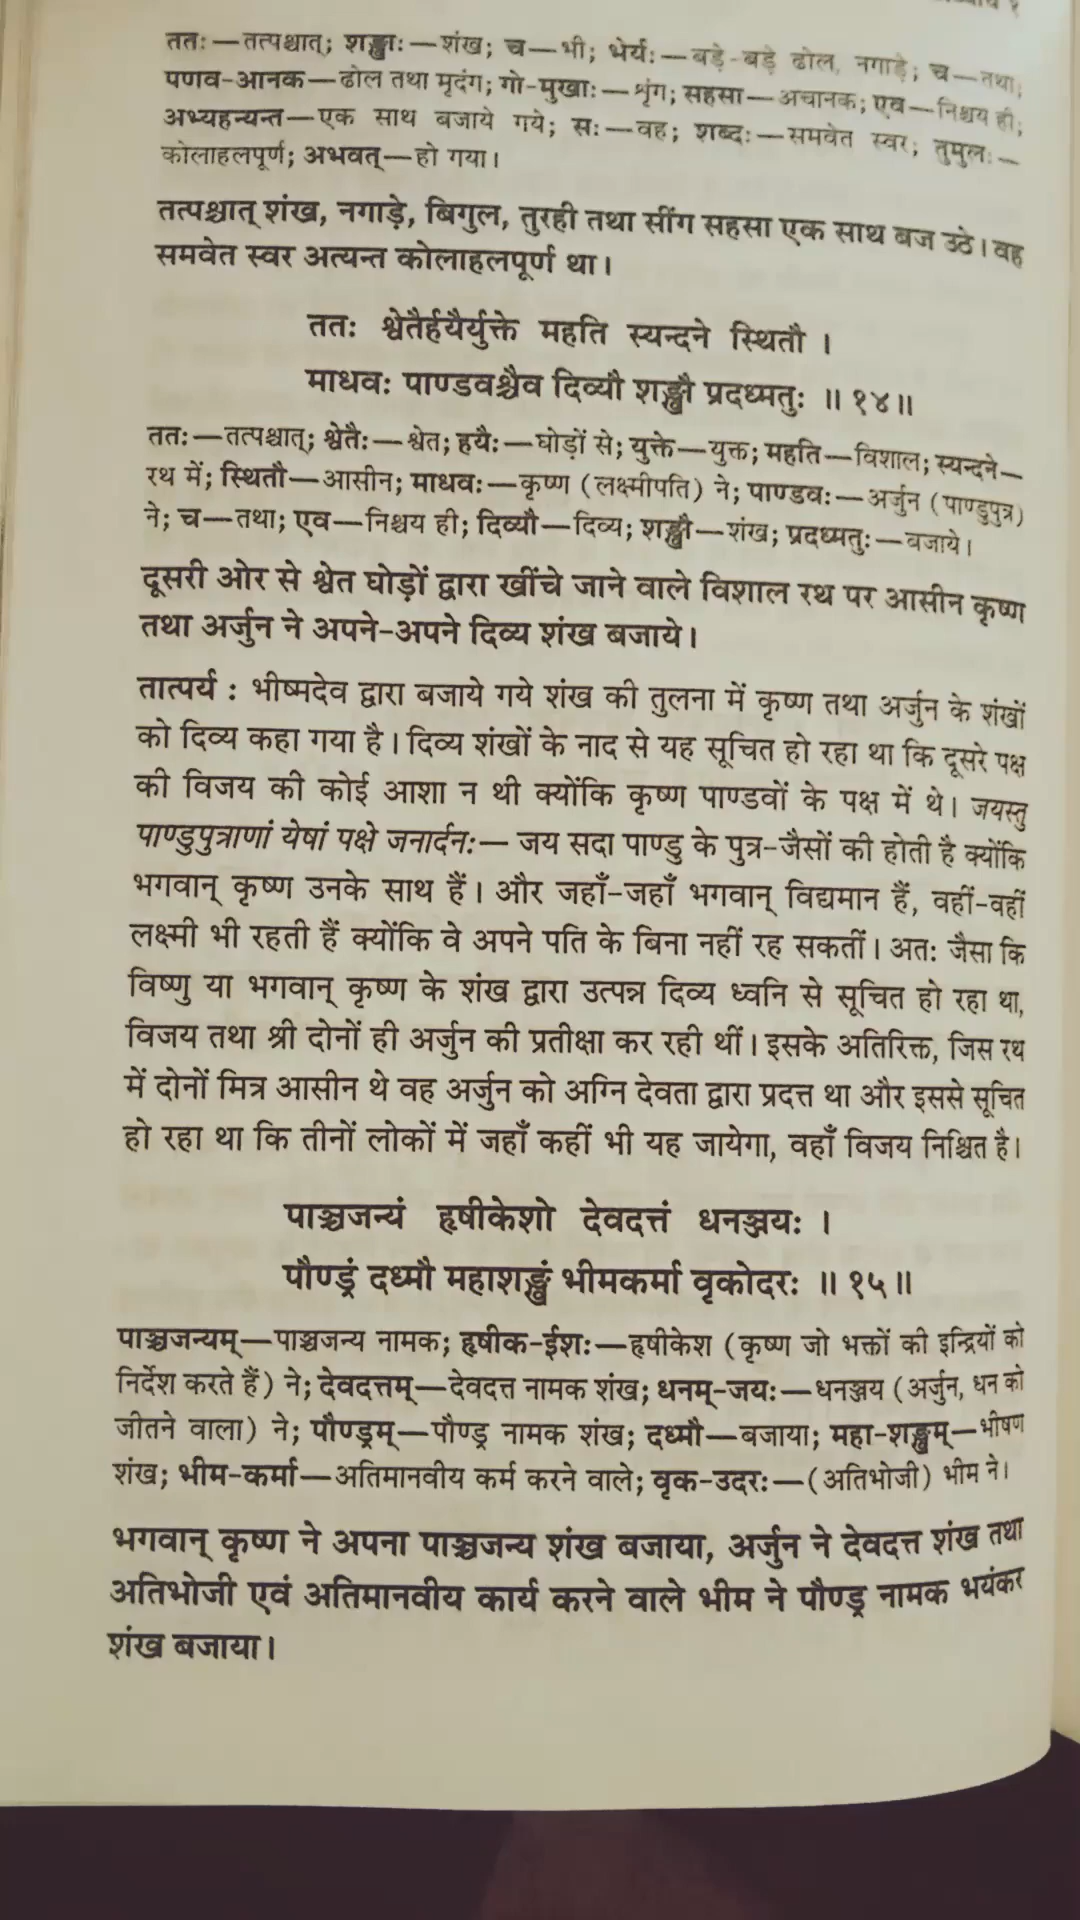 ततः—तत्पश्चात्; शङ्खाः—शंख; च—भी; भेर्यः—बड़े-बड़े ढोल, नगाड़े; च—तथा;
पणव-आनक—ढोल तथा मृदंग; गो-मुखाः—शृंग; सहसा—अचानक; एव—निश्चय ही;
अभ्यहन्यन्त—एक साथ बजाये गये; सः—वह; शब्दः—समवेत स्वर; तुमुलः—
कोलाहलपूर्ण; अभवत्—हो गया।
तत्पश्चात् शंख, नगाड़े, बिगुल, तुरही तथा सींग सहसा एक साथ बज उठे। वह
समवेत स्वर अत्यन्त कोलाहलपूर्ण था।
ततः श्वेतैर्हयैर्युक्ते महति स्यन्दने स्थितौ ।
माधवः पाण्डवश्चैव दिव्यौ शङ्खौ प्रदध्मतुः ॥ १४॥
ततः—तत्पश्चात्; श्वेतैः—श्वेत; हयैः—घोड़ों से; युक्ते—युक्त; महति—विशाल; स्यन्दने—
रथ में; स्थितौ—आसीन; माधवः—कृष्ण (लक्ष्मीपति) ने; पाण्डवः—अर्जुन (पाण्डुपुत्र)
ने; च—तथा; एव—निश्चय ही; दिव्यौ—दिव्य; शङ्खौ—शंख; प्रदध्मतुः—बजाये।
दूसरी ओर से श्वेत घोड़ों द्वारा खींचे जाने वाले विशाल रथ पर आसीन कृष्ण
तथा अर्जुन ने अपने-अपने दिव्य शंख बजाये।
तात्पर्य : भीष्मदेव द्वारा बजाये गये शंख की तुलना में कृष्ण तथा अर्जुन के शंखों
को दिव्य कहा गया है। दिव्य शंखों के नाद से यह सूचित हो रहा था कि दूसरे पक्ष
की विजय की कोई आशा न थी क्योंकि कृष्ण पाण्डवों के पक्ष में थे। जयस्तु
पाण्डुपुत्राणां येषां पक्षे जनार्दनः— जय सदा पाण्डु के पुत्र-जैसों की होती है क्योंकि
भगवान् कृष्ण उनके साथ हैं। और जहाँ-जहाँ भगवान् विद्यमान हैं, वहीं-वहीं
लक्ष्मी भी रहती हैं क्योंकि वे अपने पति के बिना नहीं रह सकतीं। अतः जैसा कि
विष्णु या भगवान् कृष्ण के शंख द्वारा उत्पन्न दिव्य ध्वनि से सूचित हो रहा था,
विजय तथा श्री दोनों ही अर्जुन की प्रतीक्षा कर रही थीं। इसके अतिरिक्त, जिस रथ
में दोनों मित्र आसीन थे वह अर्जुन को अग्नि देवता द्वारा प्रदत्त था और इससे सूचित
हो रहा था कि तीनों लोकों में जहाँ कहीं भी यह जायेगा, वहाँ विजय निश्चित है।
पाञ्चजन्यं हृषीकेशो देवदत्तं धनञ्जयः ।
पौण्ड्रं दध्मौ महाशङ्खं भीमकर्मा वृकोदरः ॥ १५॥
पाञ्चजन्यम्—पाञ्चजन्य नामक; हृषीक-ईशः—हृषीकेश (कृष्ण जो भक्तों की इन्द्रियों को
निर्देश करते हैं) ने; देवदत्तम्—देवदत्त नामक शंख; धनम्-जयः—धनञ्जय (अर्जुन, धन को
जीतने वाला) ने; पौण्ड्रम्—पौण्ड्र नामक शंख; दध्मौ—बजाया; महा-शङ्खम्—भीषण
शंख; भीम-कर्मा—अतिमानवीय कर्म करने वाले; वृक-उदरः—(अतिभोजी) भीम ने।
भगवान् कृष्ण ने अपना पाञ्चजन्य शंख बजाया, अर्जुन ने देवदत्त शंख तथा
अतिभोजी एवं अतिमानवीय कार्य करने वाले भीम ने पौण्ड्र नामक भयंकर
शंख बजाया।